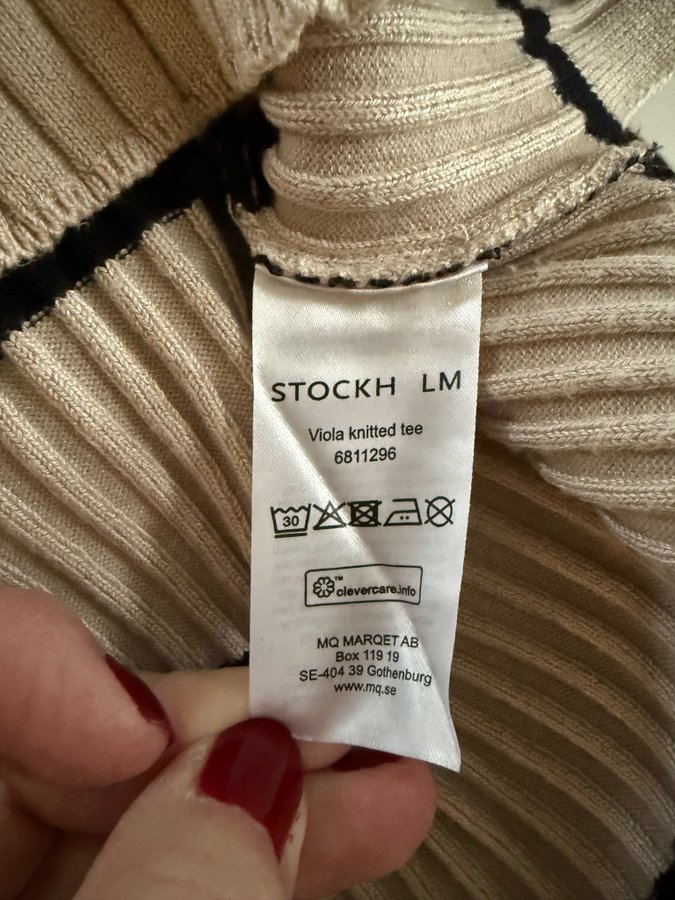 STOCKH LM
Viola knitted tee
6811296
30
™
clevercare.info
MQ MARQET AB
Box 119 19
SE-404 39 Gothenburg
www.mq.se